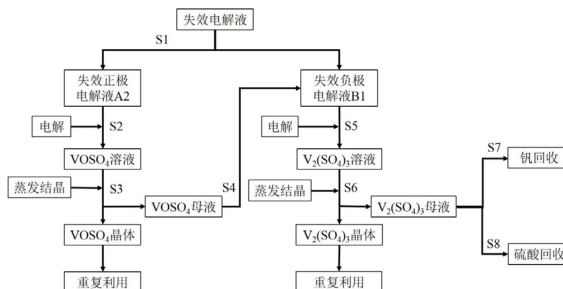 失效电解液
S1
失效正极
电解液A2
失效负极
电解液B1
电解
S2
电解
S5
VOSO₄溶液
S4
V₂(SO₄)₃溶液
S7
钒回收
蒸发结晶
S3
蒸发结晶
S6
VOSO₄母液
V₂(SO₄)₃母液
VOSO₄晶体
V₂(SO₄)₃晶体
S8
硫酸回收
重复利用
重复利用